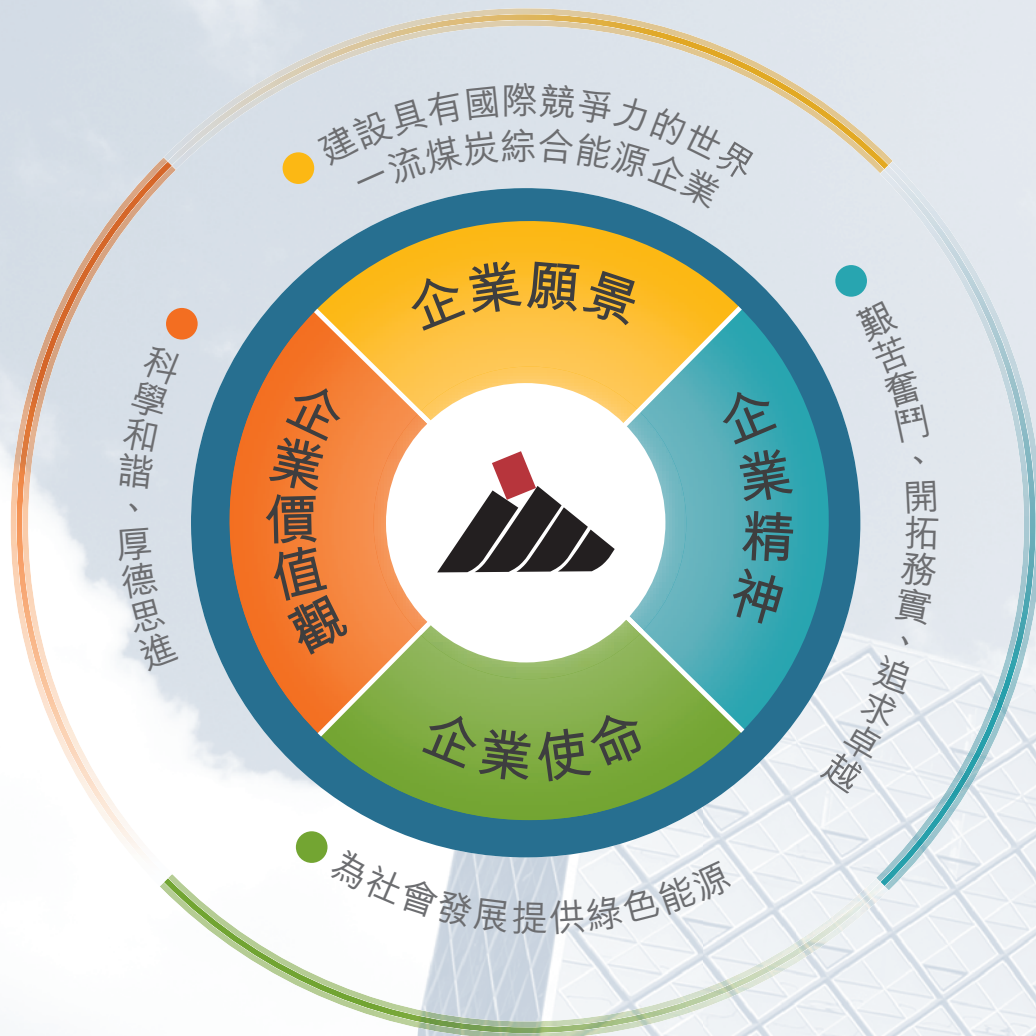 建設具有國際競爭力的世界
一流煤炭綜合能源企業
企業願景
艱苦奮鬥、開拓務實、追求卓越
企業精神
科學和諧、厚德思進
企業價值觀
企業使命
為社會發展提供綠色能源